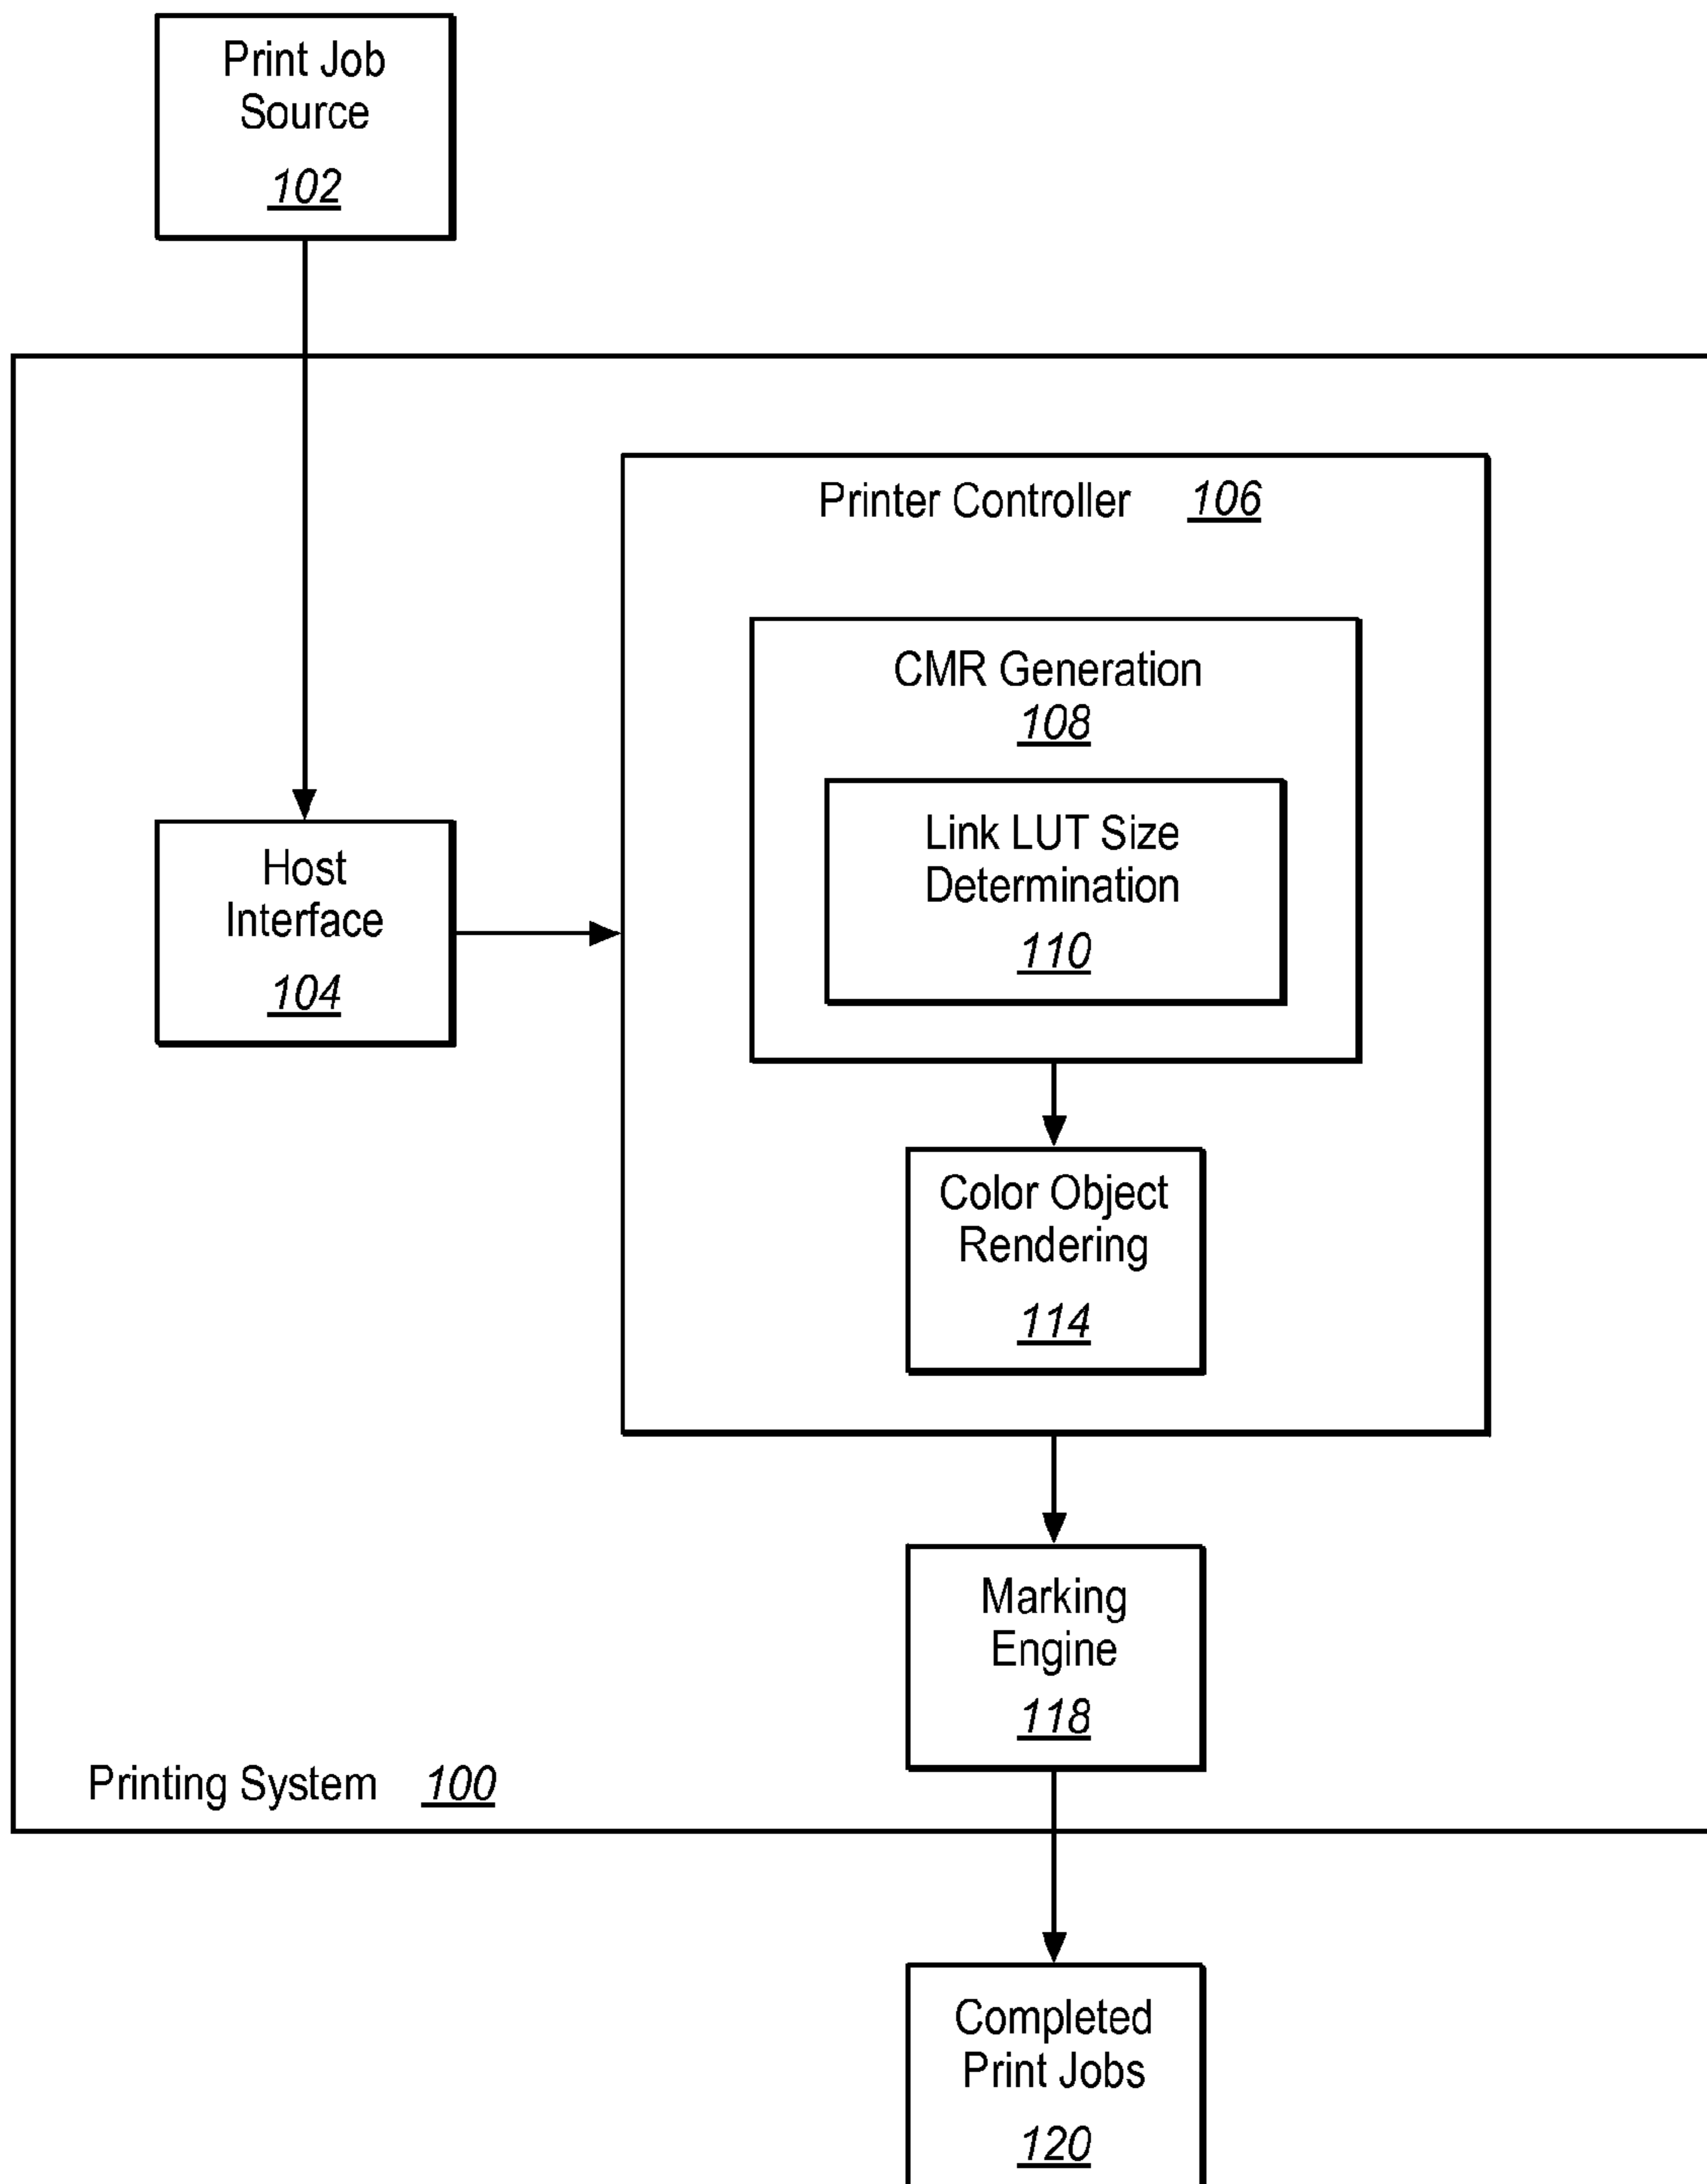 Print Job
Source
102
Printer Controller 106
CMR Generation
108
Link LUT Size
Determination
110
Host
Interface
104
Color Object
Rendering
114
Marking
Engine
118
Printing System 100
Completed
Print Jobs
120